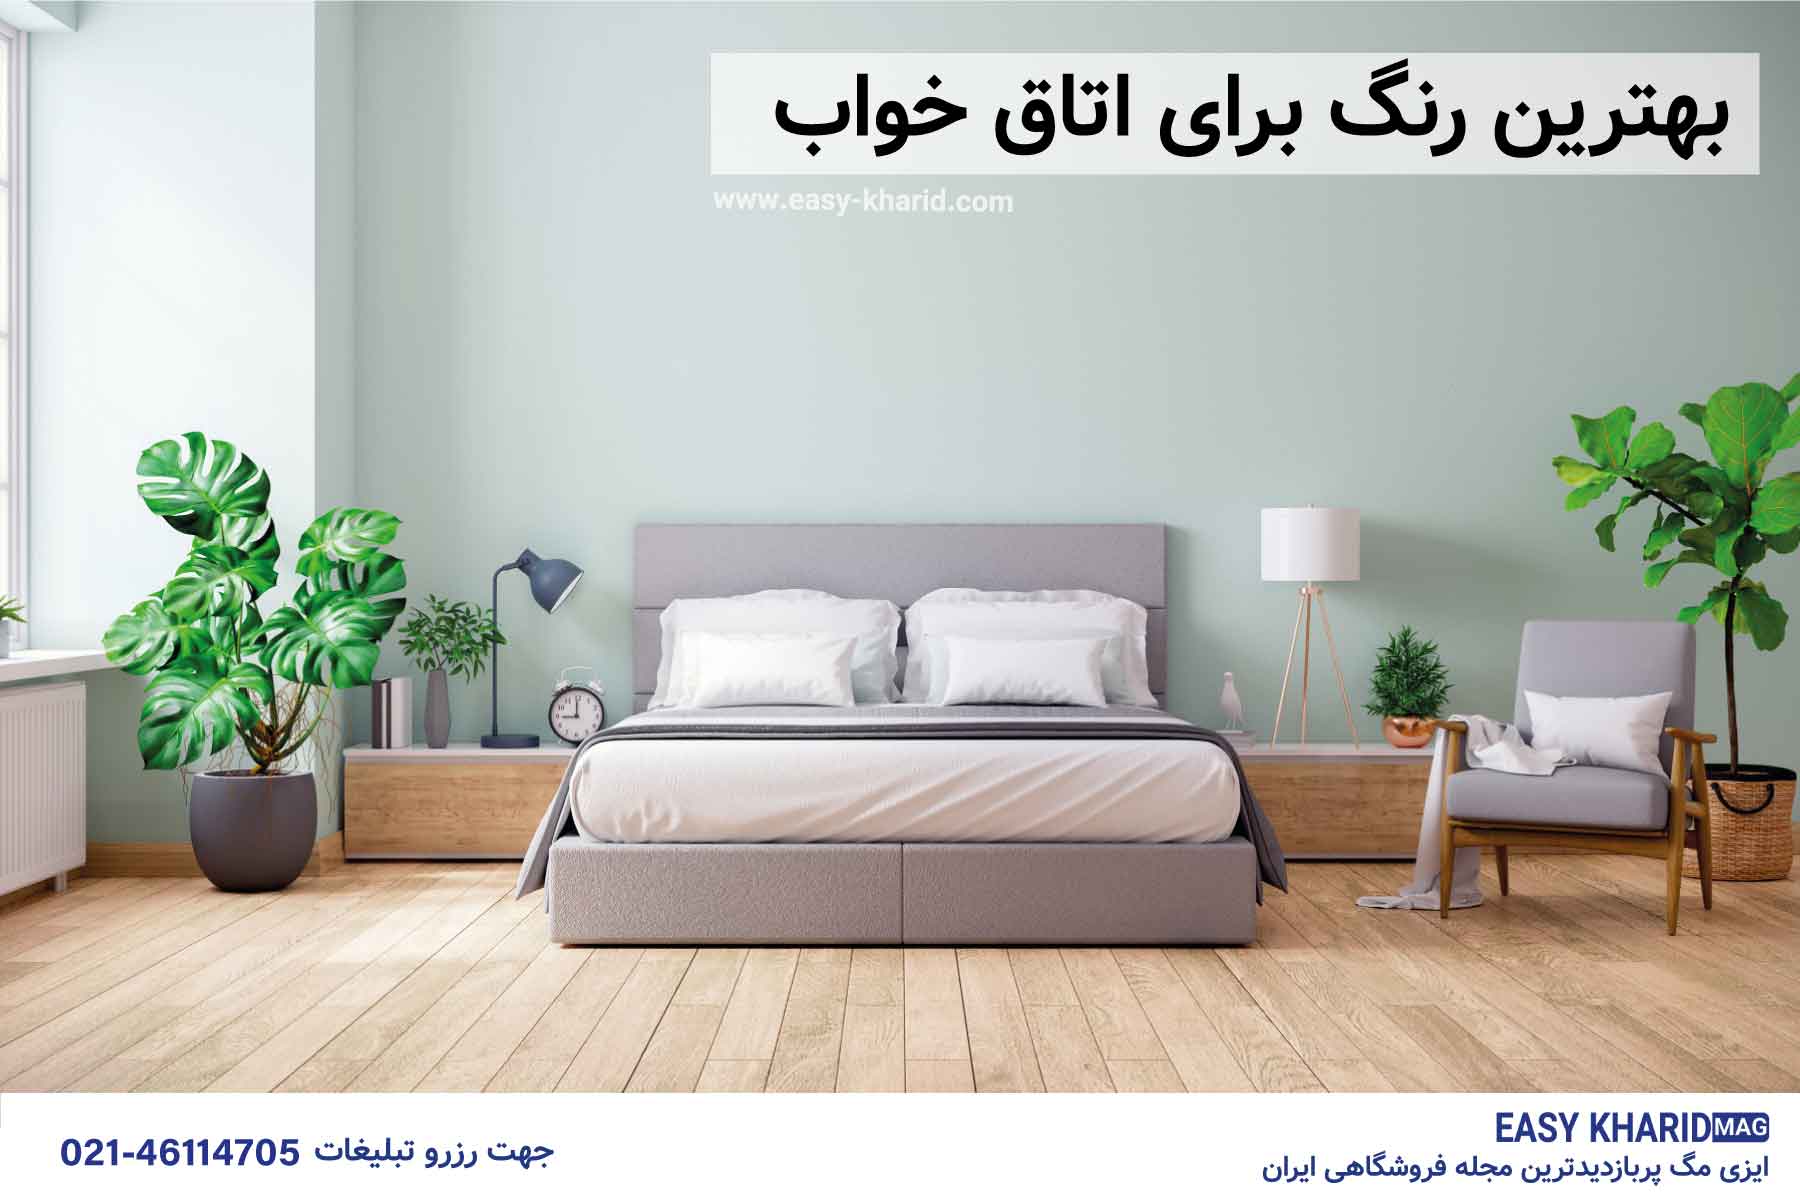 بهترین رنگ برای اتاق خواب
www.easy-kharid.com
EASY KHARID MAG
ایزی مگ پربازدیدترین مجله فروشگاهی ایران
جهت رزرو تبلیغات 021-46114705